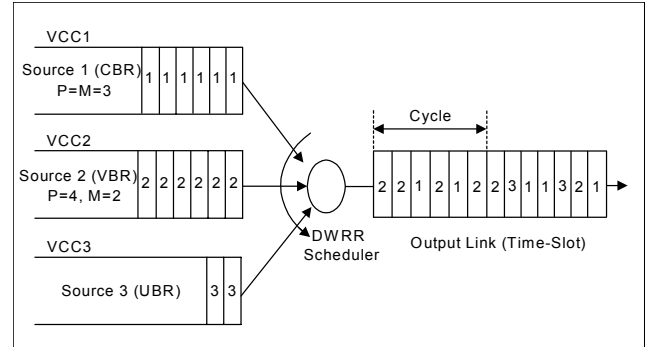 VCC1
Source 1 (CBR)
P=M=3
1 1 1 1 1 1
VCC2
Source 2 (VBR)
P=4, M=2
2 2 2 2 2 2
VCC3
Source 3 (UBR)
3 3
DWRR
Scheduler
Cycle
2 2 1 2 1 2 2 3 1 1 3 2 1
Output Link (Time-Slot)